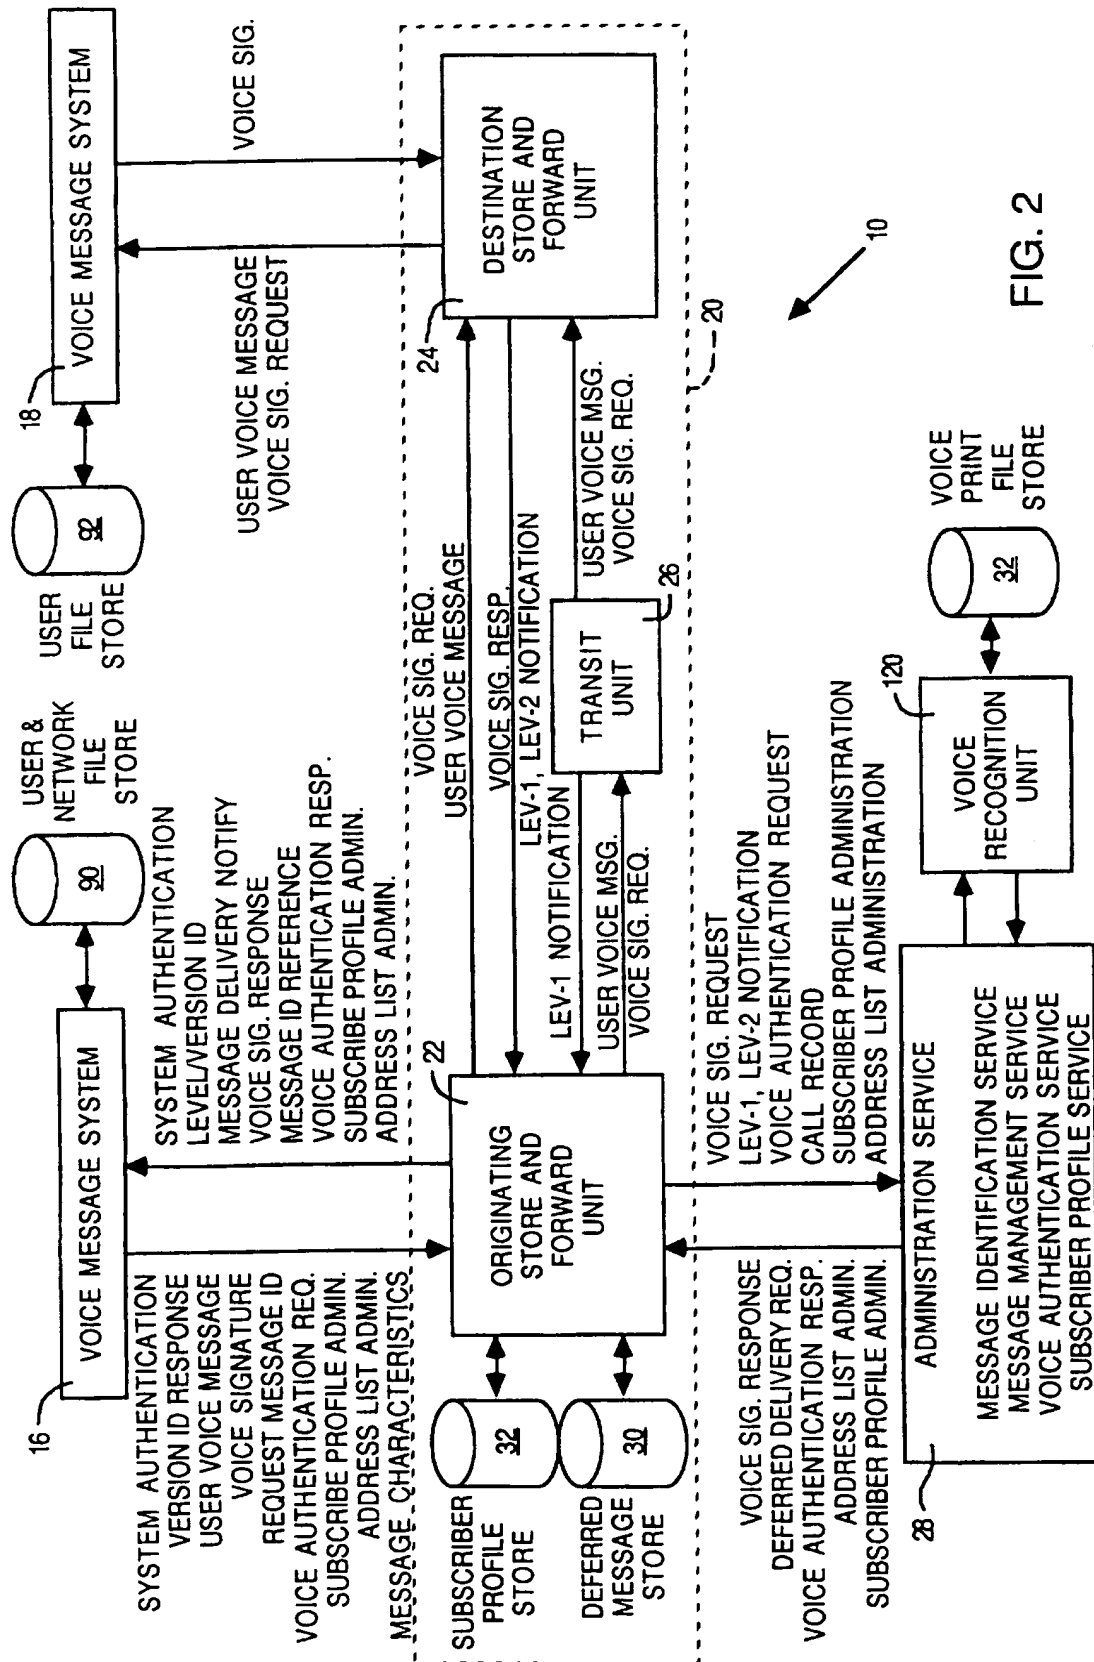 16
VOICE MESSAGE SYSTEM
90
USER &
NETWORK
FILE
STORE
USER
FILE
STORE
92
18
VOICE MESSAGE SYSTEM
SYSTEM AUTHENTICATION
VERSION ID RESPONSE
USER VOICE MESSAGE
VOICE SIGNATURE
REQUEST MESSAGE ID
VOICE AUTHENTICATION REQ.
SUBSCRIBE PROFILE ADMIN.
ADDRESS LIST ADMIN.
MESSAGE CHARACTERISTICS
SYSTEM AUTHENTICATION
LEVEL/VERSION ID
MESSAGE DELIVERY NOTIFY
VOICE SIG. RESPONSE
MESSAGE ID REFERENCE
VOICE AUTHENTICATION RESP.
SUBSCRIBE PROFILE ADMIN.
ADDRESS LIST ADMIN.
USER VOICE MESSAGE
VOICE SIG. REQUEST
VOICE SIG.
SUBSCRIBER
PROFILE
STORE
32
DEFERRED
MESSAGE
STORE
30
22
ORIGINATING
STORE AND
FORWARD
UNIT
VOICE SIG. REQ.
USER VOICE MESSAGE
VOICE SIG. RESP.
LEV-1, LEV-2 NOTIFICATION
LEV-1 NOTIFICATION
USER VOICE MSG.
VOICE SIG. REQ.
TRANSIT
UNIT
26
USER VOICE MSG.
VOICE SIG. REQ.
24
DESTINATION
STORE AND
FORWARD
UNIT
20
10
VOICE SIG. RESPONSE
DEFERRED DELIVERY REQ.
VOICE AUTHENTICATION RESP.
ADDRESS LIST ADMIN.
SUBSCRIBER PROFILE ADMIN.
VOICE SIG. REQUEST
LEV-1, LEV-2 NOTIFICATION
VOICE AUTHENTICATION REQUEST
CALL RECORD
SUBSCRIBER PROFILE ADMINISTRATION
ADDRESS LIST ADMINISTRATION
28
ADMINISTRATION SERVICE
MESSAGE IDENTIFICATION SERVICE
MESSAGE MANAGEMENT SERVICE
VOICE AUTHENTICATION SERVICE
SUBSCRIBER PROFILE SERVICE
120
VOICE
RECOGNITION
UNIT
32
VOICE
PRINT
FILE
STORE
FIG. 2